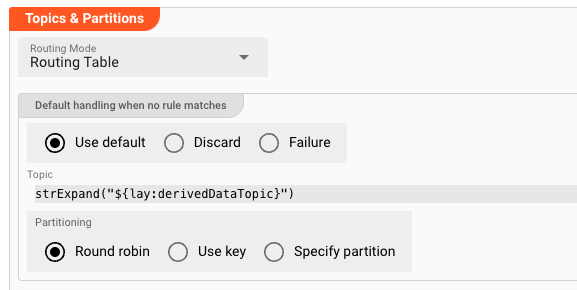 Topics & Partitions
Routing Mode
Routing Table
Default handling when no rule matches
Use default Discard Failure
Topic
strExpand("${lay:derivedDataTopic}")
Partitioning
Round robin Use key Specify partition